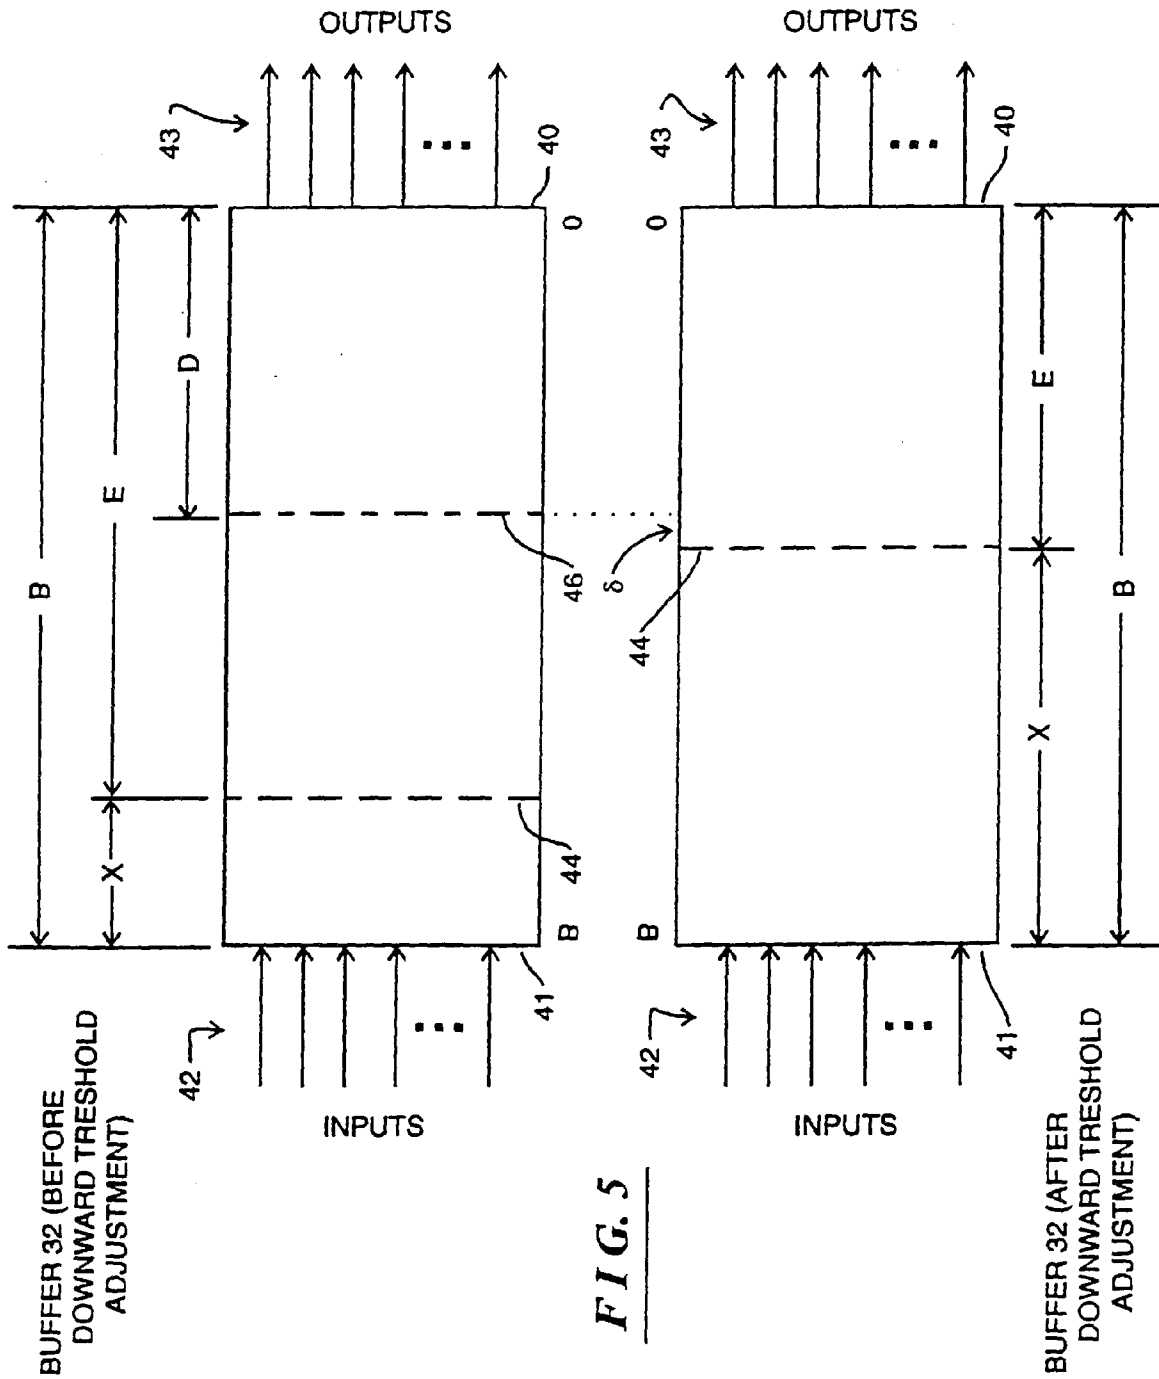 BUFFER 32 (BEFORE
DOWNWARD TRESHOLD
ADJUSTMENT)
B
X
E
D
42
INPUTS
43
OUTPUTS
41
B
44
46
0
40
δ
44
B
0
42
INPUTS
43
OUTPUTS
41
40
X
E
B
BUFFER 32 (AFTER
DOWNWARD TRESHOLD
ADJUSTMENT)
FIG. 5